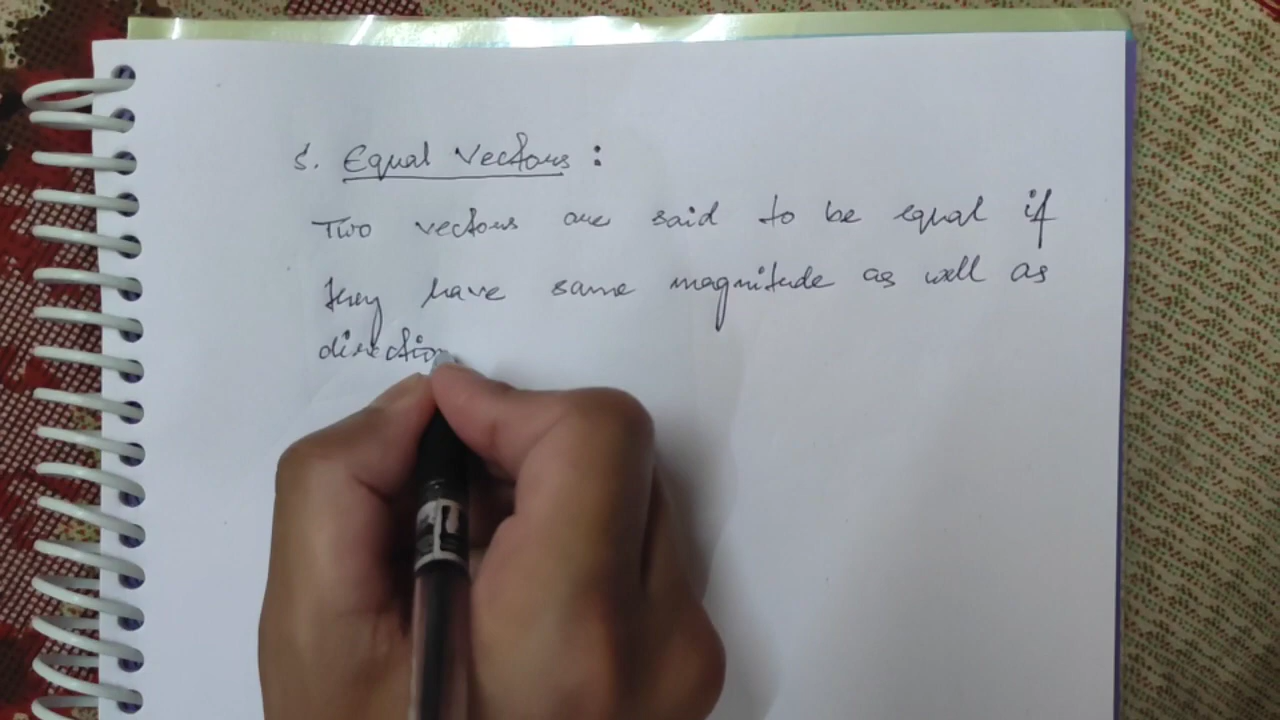 5. Equal Vectors :
Two vectors are said to be equal if
they have same magnitude as well as
direction